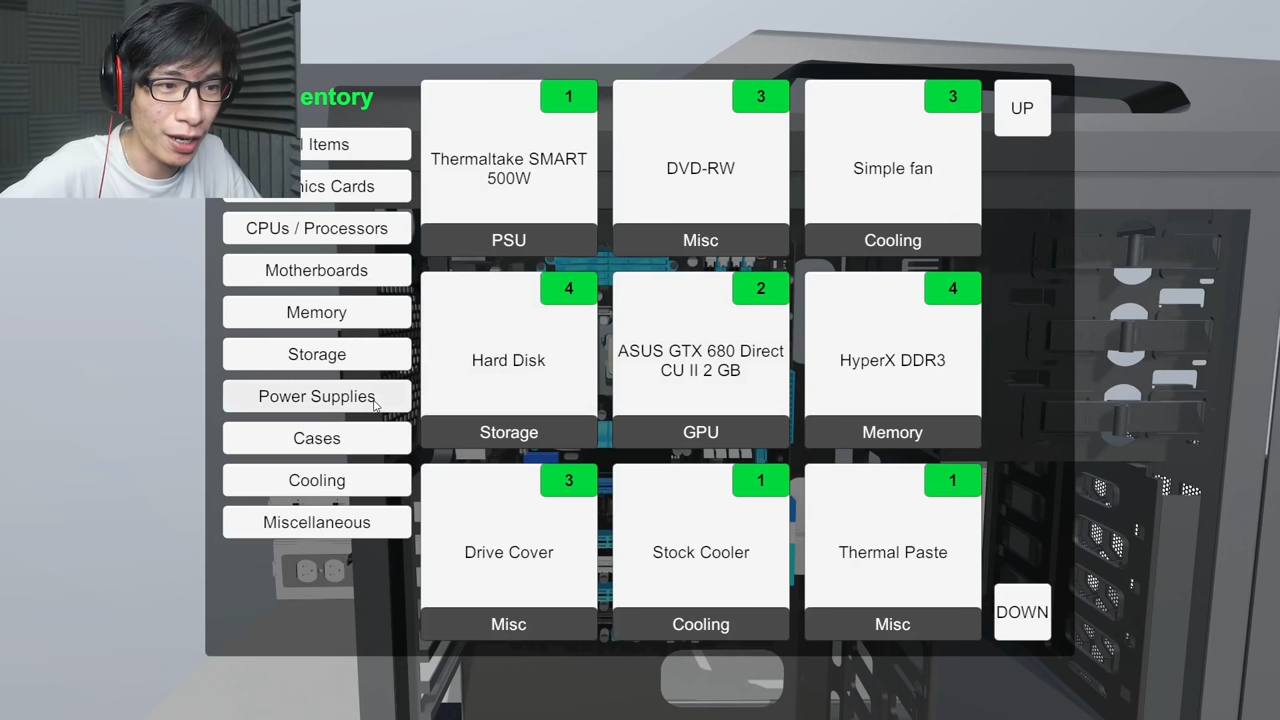 entory
Items
nics Cards
CPUs / Processors
Motherboards
Memory
Storage
Power Supplies
Cases
Cooling
Miscellaneous
1
Thermaltake SMART
500W
PSU
3
DVD-RW
Misc
3
Simple fan
Cooling
4
Hard Disk
Storage
2
ASUS GTX 680 Direct
CU II 2 GB
GPU
4
HyperX DDR3
Memory
3
Drive Cover
Misc
1
Stock Cooler
Cooling
1
Thermal Paste
Misc
UP
DOWN